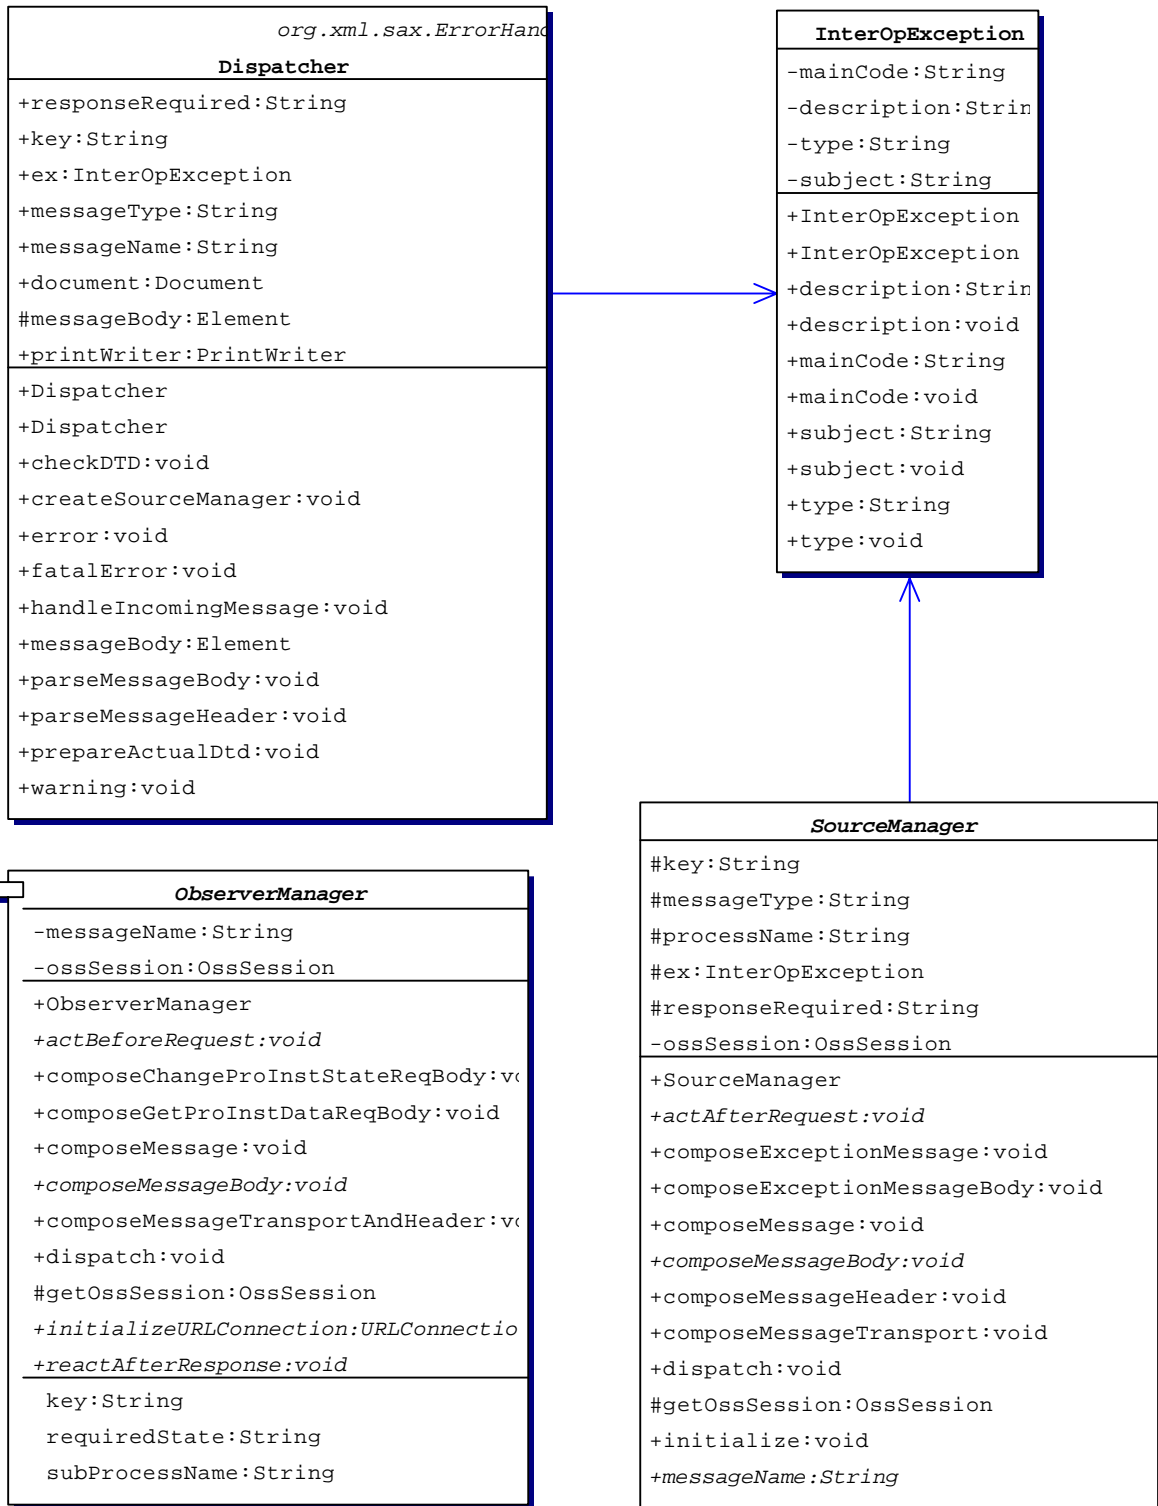 org.xml.sax.ErrorHand
Dispatcher
+responseRequired:String
+key:String
+ex:InterOpException
+messageType:String
+messageName:String
+document:Document
#messageBody:Element
+printWriter:PrintWriter
+Dispatcher
+Dispatcher
+checkDTD:void
+createSourceManager:void
+error:void
+fatalError:void
+handleIncomingMessage:void
+messageBody:Element
+parseMessageBody:void
+parseMessageHeader:void
+prepareActualDtd:void
+warning:void
InterOpException
-mainCode:String
-description:Strin
-type:String
-subject:String
+InterOpException
+InterOpException
+description:Strin
+description:void
+mainCode:String
+mainCode:void
+subject:String
+subject:void
+type:String
+type:void
ObserverManager
-messageName:String
-ossSession:OssSession
+ObserverManager
+actBeforeRequest:void
+composeChangeProInstStateReqBody:vo
+composeGetProInstDataReqBody:void
+composeMessage:void
+composeMessageBody:void
+composeMessageTransportAndHeader:vo
+dispatch:void
#getOssSession:OssSession
+initializeURLConnection:URLConnectio
+reactAfterResponse:void
key:String
requiredState:String
subProcessName:String
SourceManager
#key:String
#messageType:String
#processName:String
#ex:InterOpException
#responseRequired:String
-ossSession:OssSession
+SourceManager
+actAfterRequest:void
+composeExceptionMessage:void
+composeExceptionMessageBody:void
+composeMessage:void
+composeMessageBody:void
+composeMessageHeader:void
+composeMessageTransport:void
+dispatch:void
#getOssSession:OssSession
+initialize:void
+messageName:String